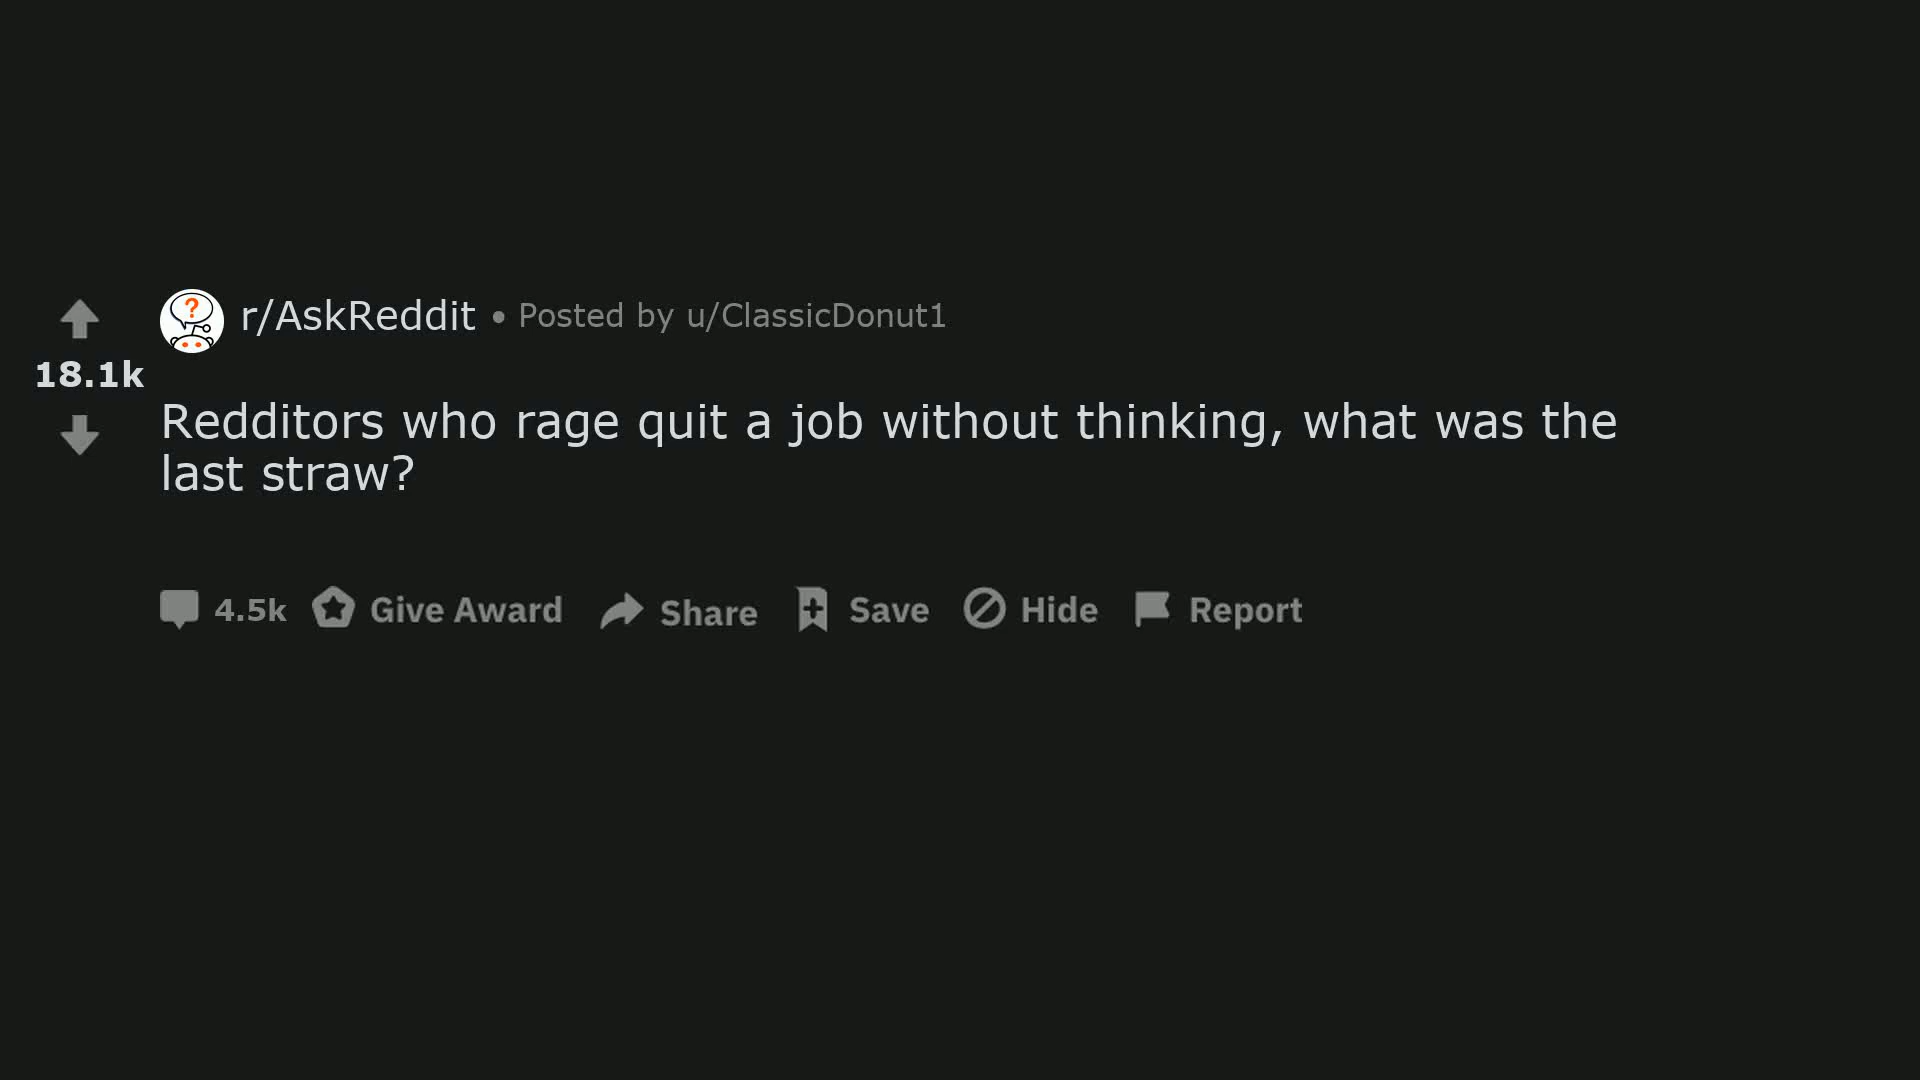 r/AskReddit • Posted by u/ClassicDonut1
18.1k
Redditors who rage quit a job without thinking, what was the
last straw?
4.5k Give Award Share Save Hide Report